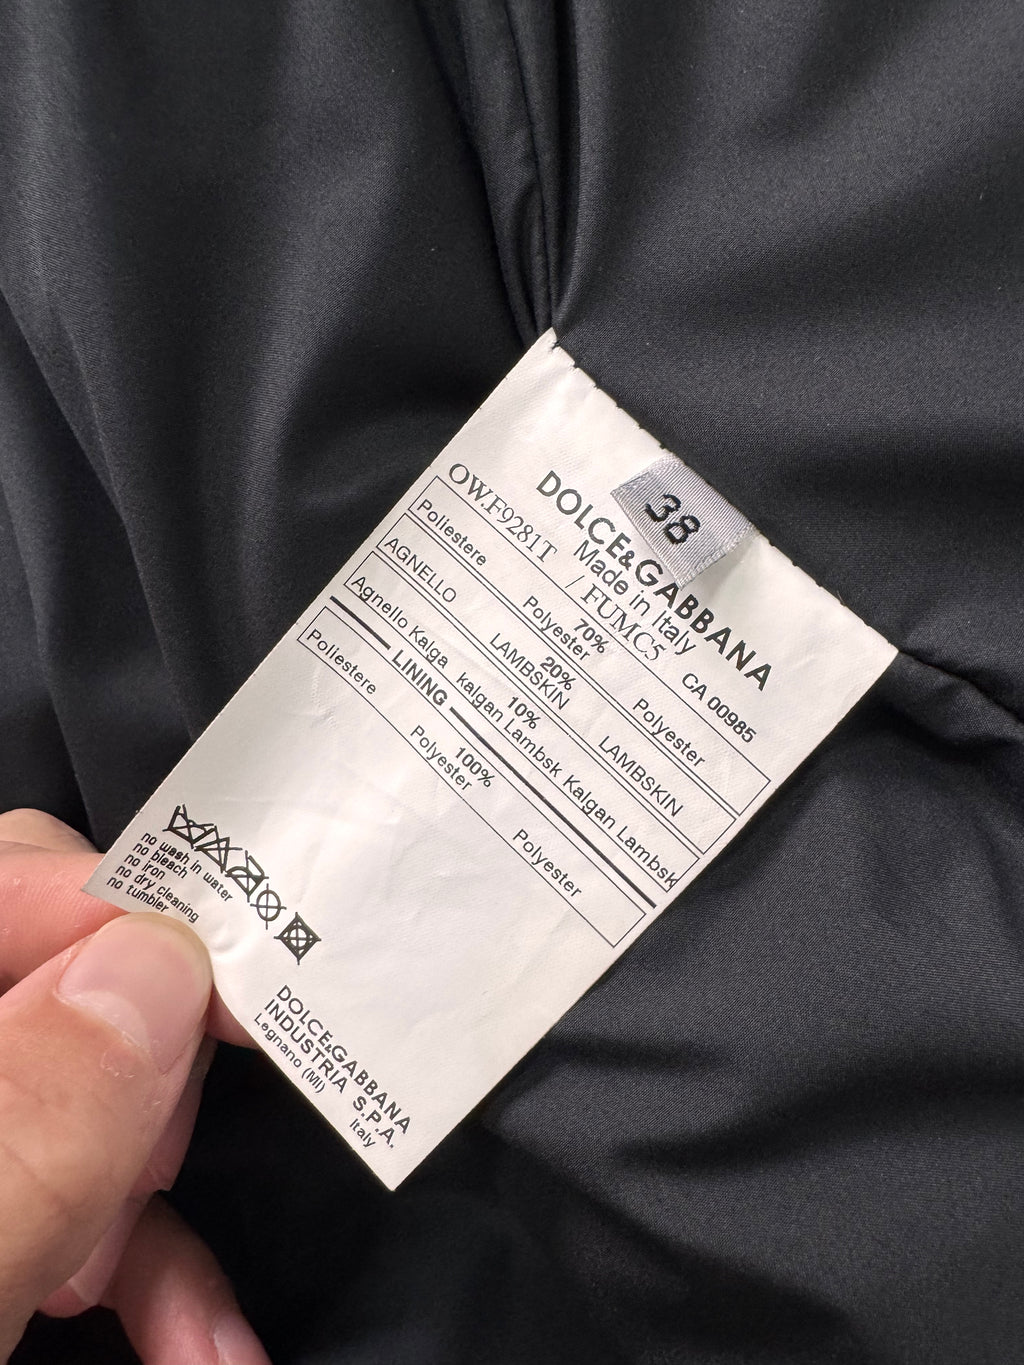 38
DOLCE&GABBANA
Made in Italy
OW.F9281T / FUMC5 CA 00985
70%
Poliestere Polyester Polyester
20%
AGNELLO LAMBSKIN LAMBSKIN
10%
Agnello Kalga kalgan Lambsk Kalgan Lambsk
LINING
100%
Poliestere Polyester Polyester
no wash in water
no bleach
no iron
no dry cleaning
no tumbler
DOLCE&GABBANA
INDUSTRIA S.P.A.
Legnano (MI) Italy